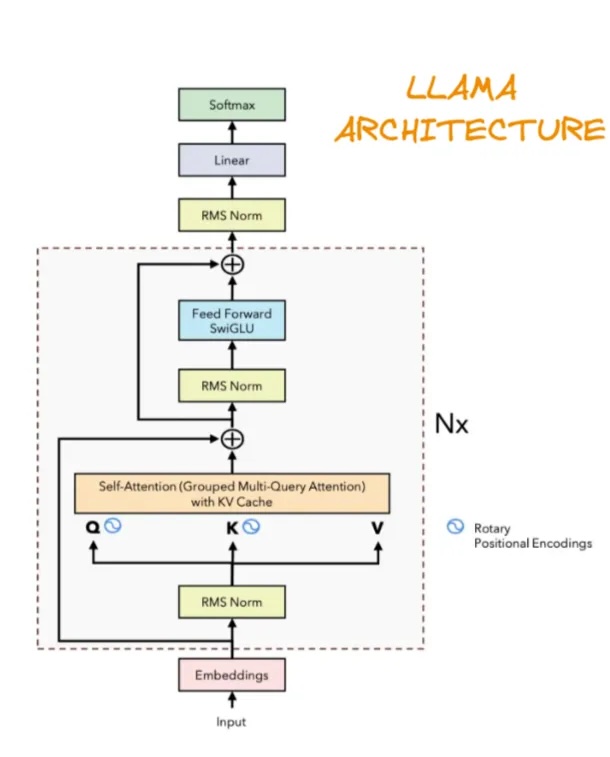 LLAMA
ARCHITECTURE
Softmax
Linear
RMS Norm
Feed Forward
SwiGLU
RMS Norm
Nx
Self-Attention (Grouped Multi-Query Attention)
with KV Cache
Q K V
Rotary
Positional Encodings
RMS Norm
Embeddings
Input